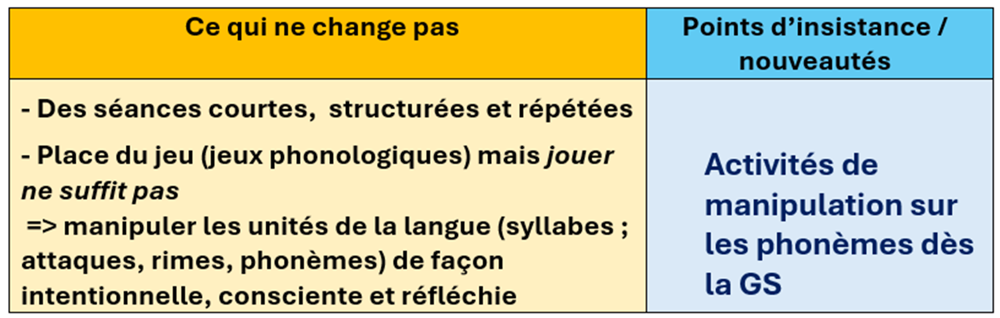 Ce qui ne change pas
Points d’insistance /
nouveautés
- Des séances courtes,  structurées et répétées
- Place du jeu (jeux phonologiques) mais jouer
ne suffit pas
=> manipuler les unités de la langue (syllabes ;
attaques, rimes, phonèmes) de façon
intentionnelle, consciente et réfléchie
Activités de
manipulation sur
les phonèmes dès
la GS